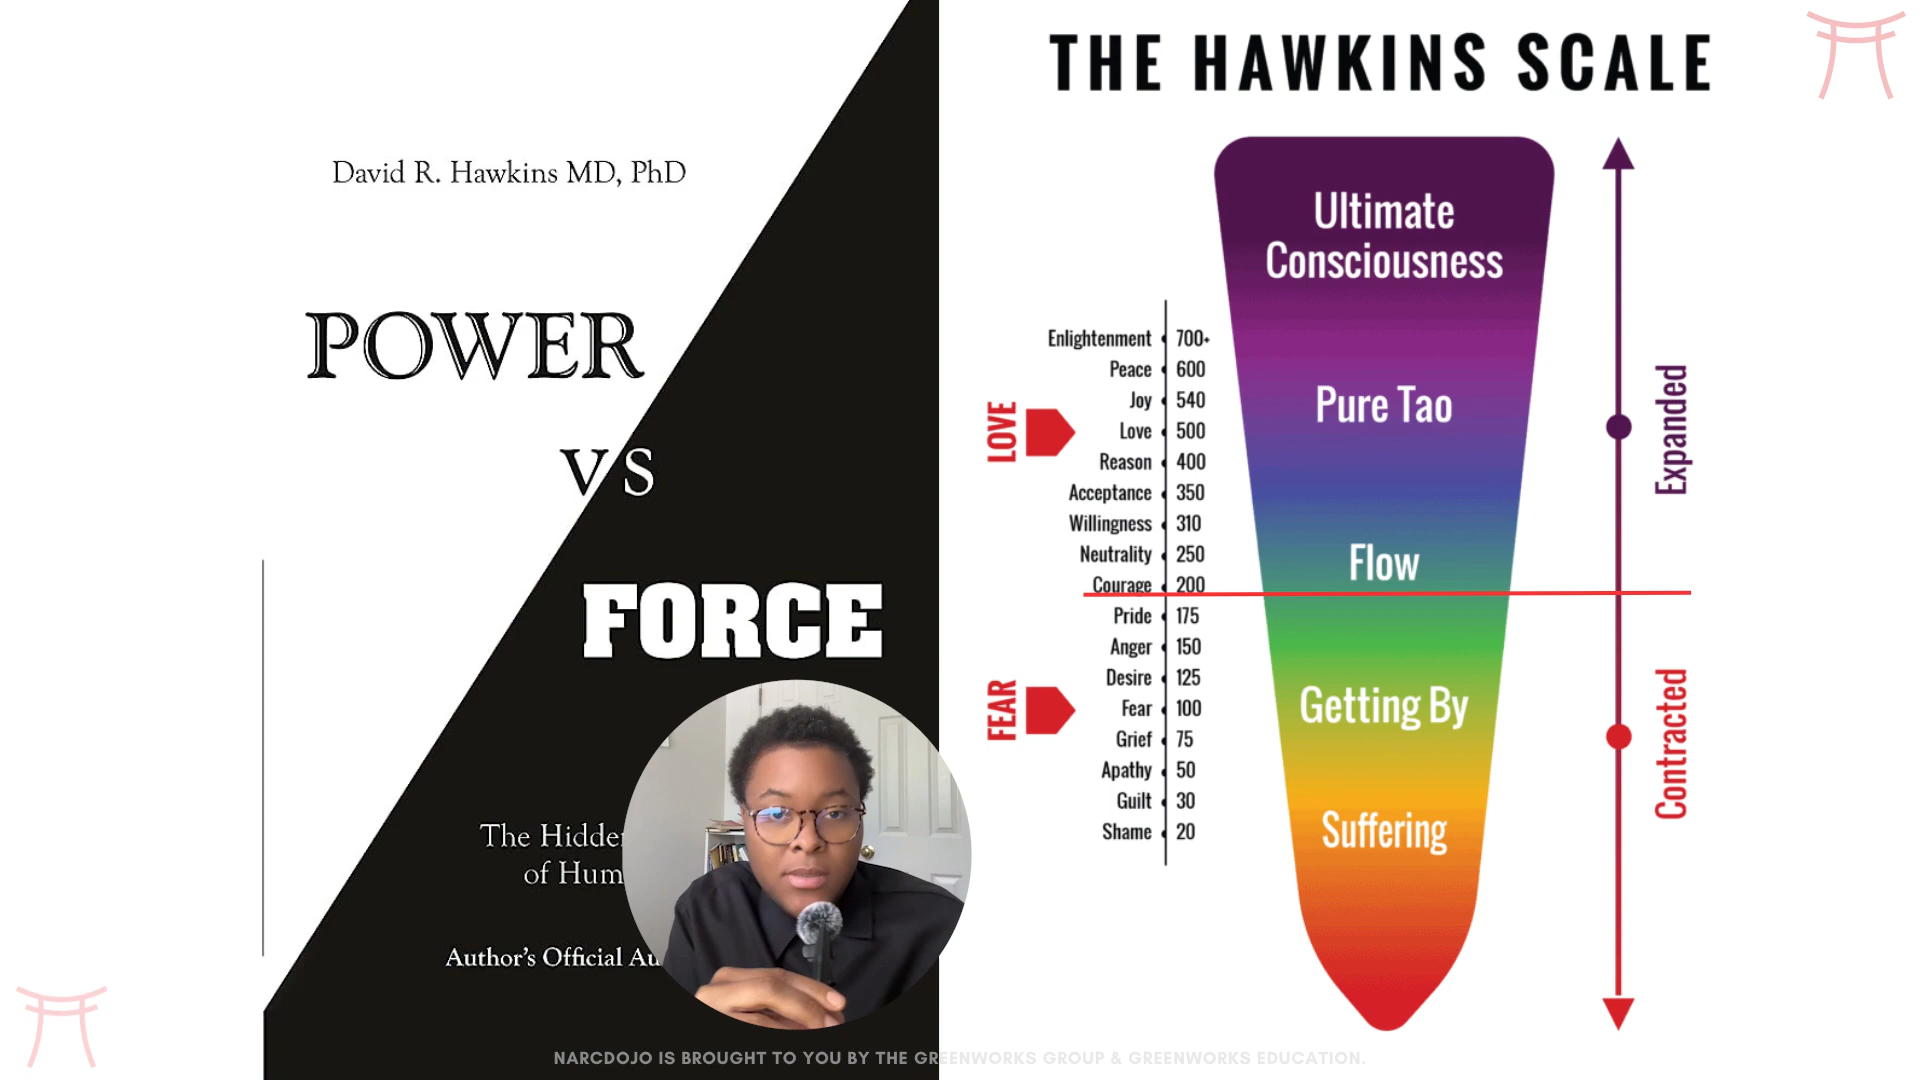 David R. Hawkins MD, PhD
POWER
VS
FORCE
The Hidden
of Hum
Author's Official Au
THE HAWKINS SCALE
Ultimate
Consciousness
Pure Tao
Flow
Getting By
Suffering
Enlightenment 700+
Peace 600
Joy 540
Love 500
Reason 400
Acceptance 350
Willingness 310
Neutrality 250
Courage 200
Pride 175
Anger 150
Desire 125
Fear 100
Grief 75
Apathy 50
Guilt 30
Shame 20
LOVE
FEAR
Expanded
Contracted
NARCDOJO IS BROUGHT TO YOU BY THE GREENWORKS GROUP & GREENWORKS EDUCATION.